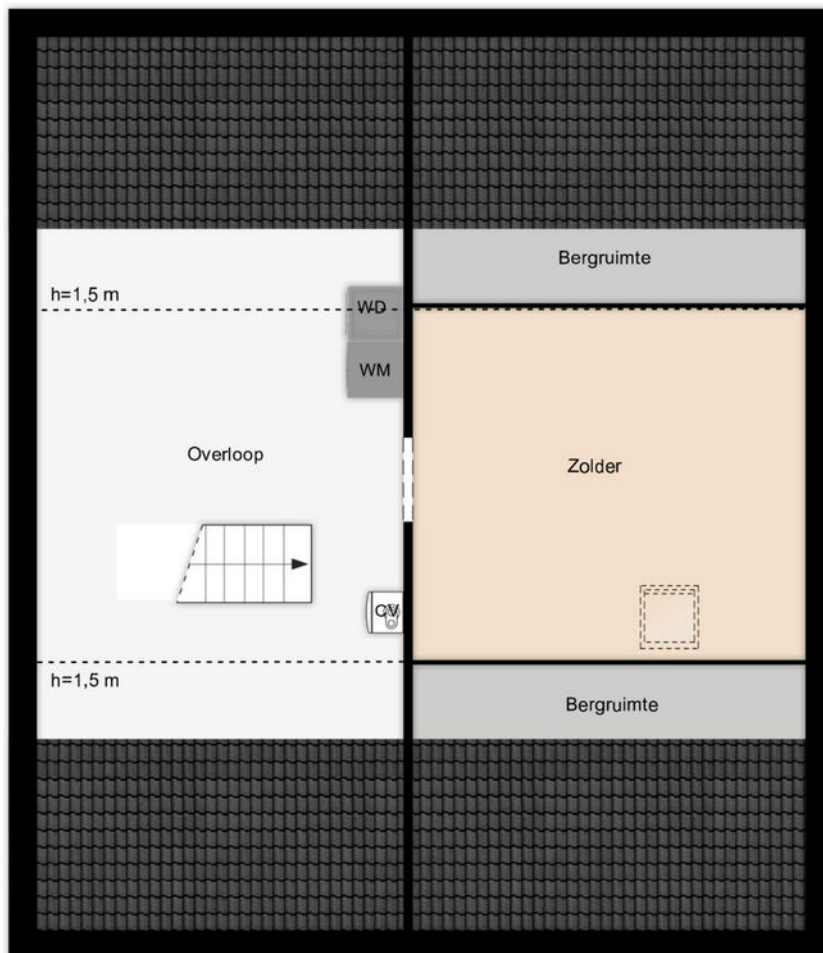 Bergruimte
h=1,5 m
WD
WM
Overloop
Zolder
CV
h=1,5 m
Bergruimte